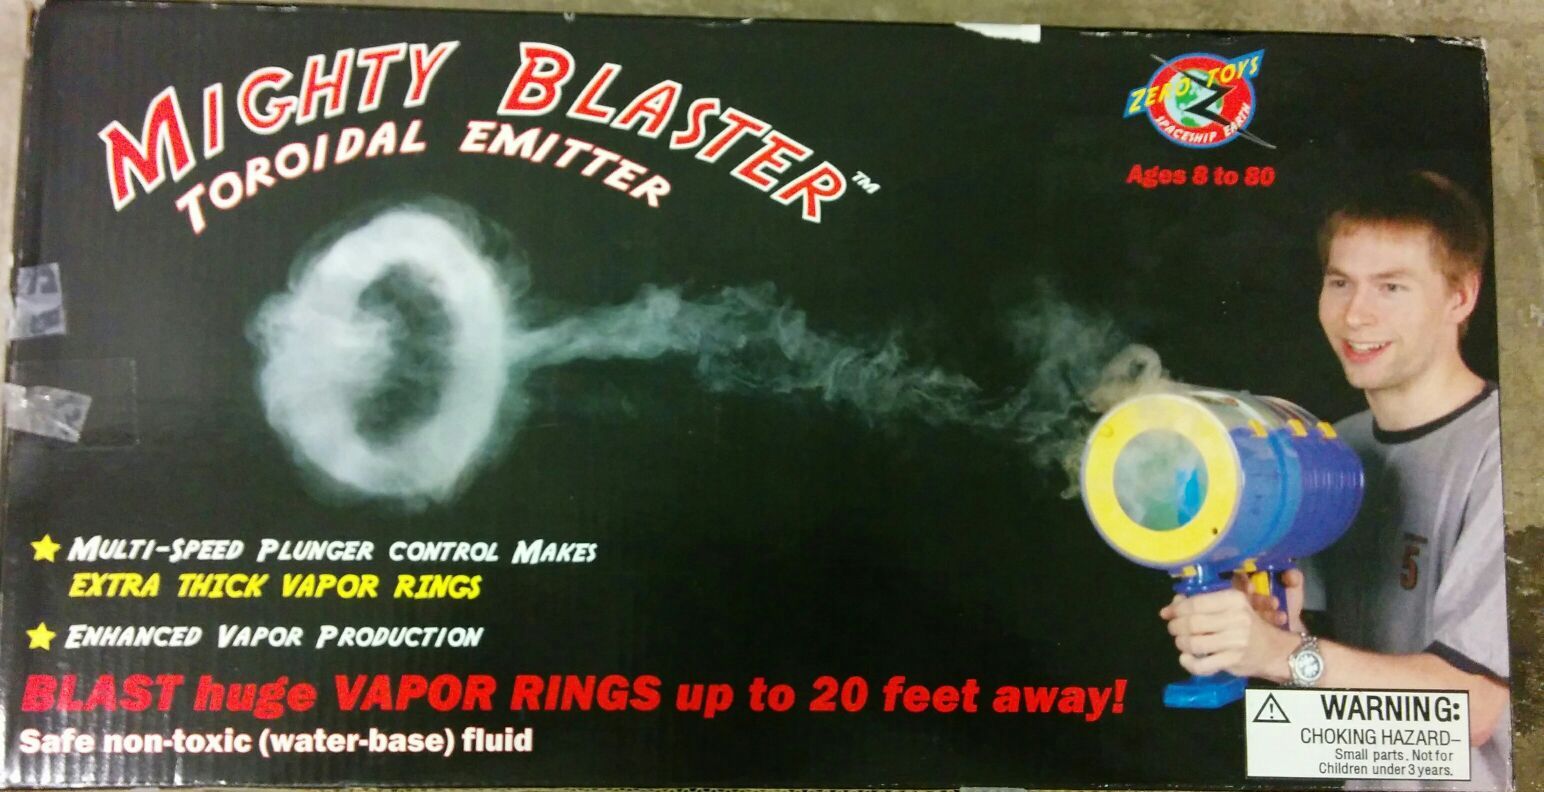 MIGHTY BLASTER™
TOROIDAL EMITTER
ZERO TOYS
SPACESHIP EARTH
Ages 8 to 80
5
★ MULTI-SPEED PLUNGER CONTROL MAKES
EXTRA THICK VAPOR RINGS
★ ENHANCED VAPOR PRODUCTION
BLAST huge VAPOR RINGS up to 20 feet away!
Safe non-toxic (water-base) fluid
WARNING:
CHOKING HAZARD–
Small parts. Not for
Children under 3 years.